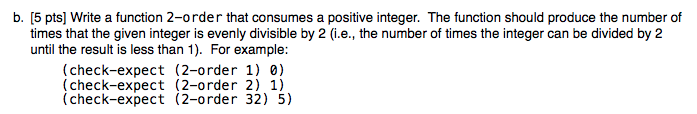 b. [5 pts] Write a function 2-order that consumes a positive integer. The function should produce the number of
times that the given integer is evenly divisible by 2 (i.e., the number of times the integer can be divided by 2
until the result is less than 1). For example:
(check-expect (2-order 1) 0)
(check-expect (2-order 2) 1)
(check-expect (2-order 32) 5)